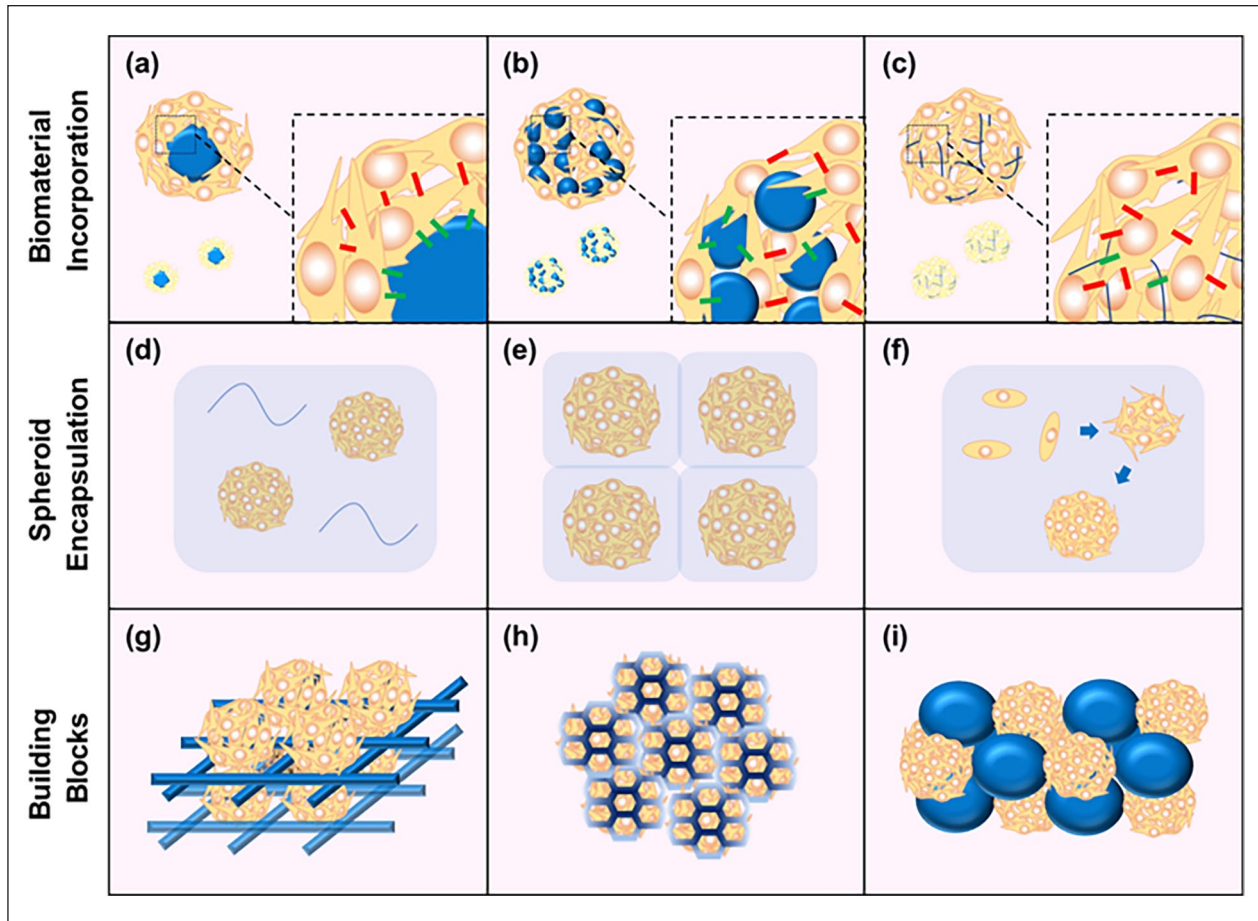 Biomaterial
Incorporation
(a)
(b)
(c)
Spheroid
Encapsulation
(d)
(e)
(f)
Building
Blocks
(g)
(h)
(i)